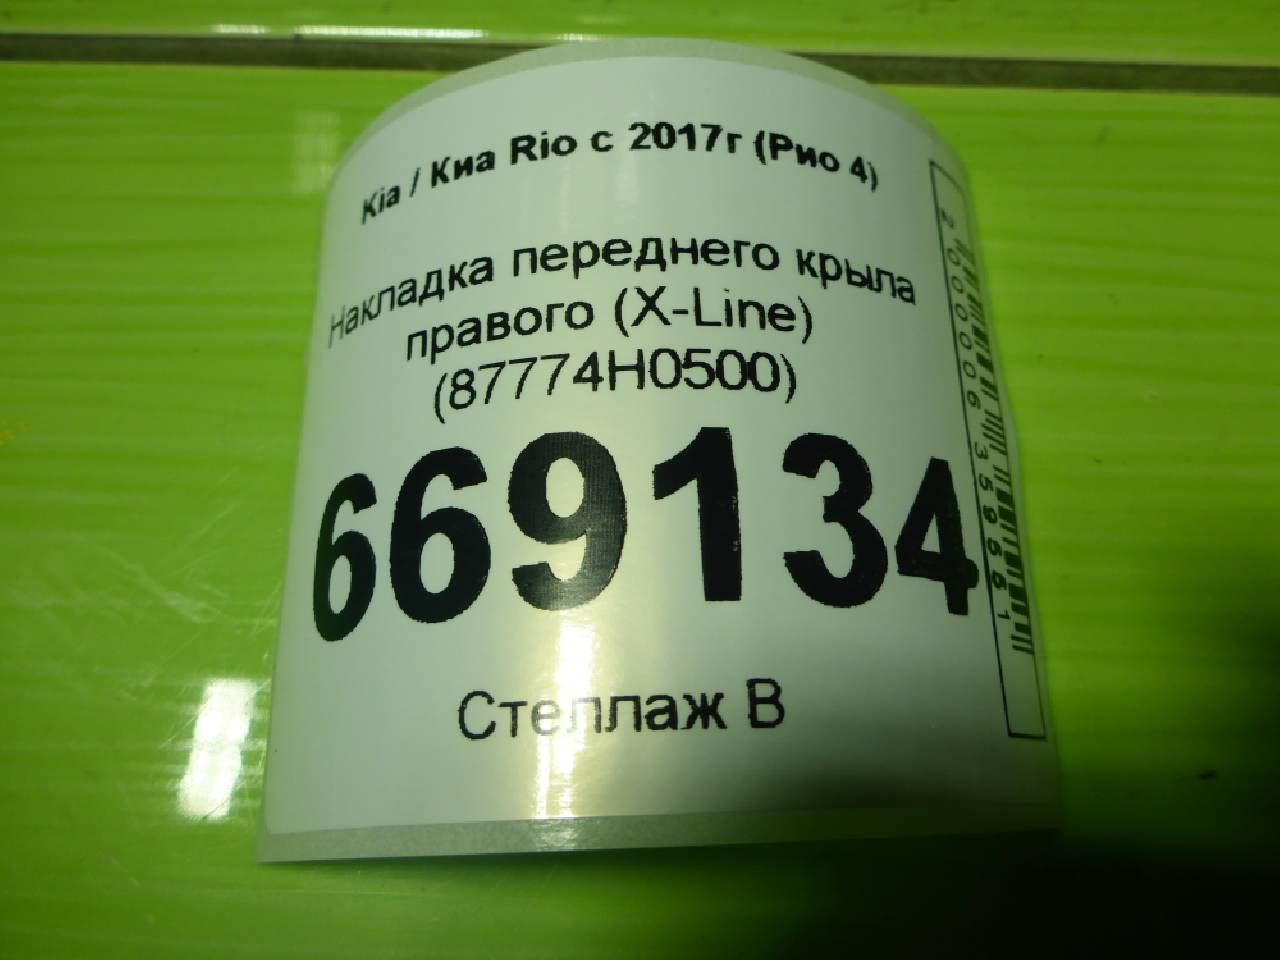 Kia / Киа Rio с 2017г (Рио 4)
Накладка переднего крыла
правого (X-Line)
(87774H0500)
669134
Стеллаж В
2000006359661